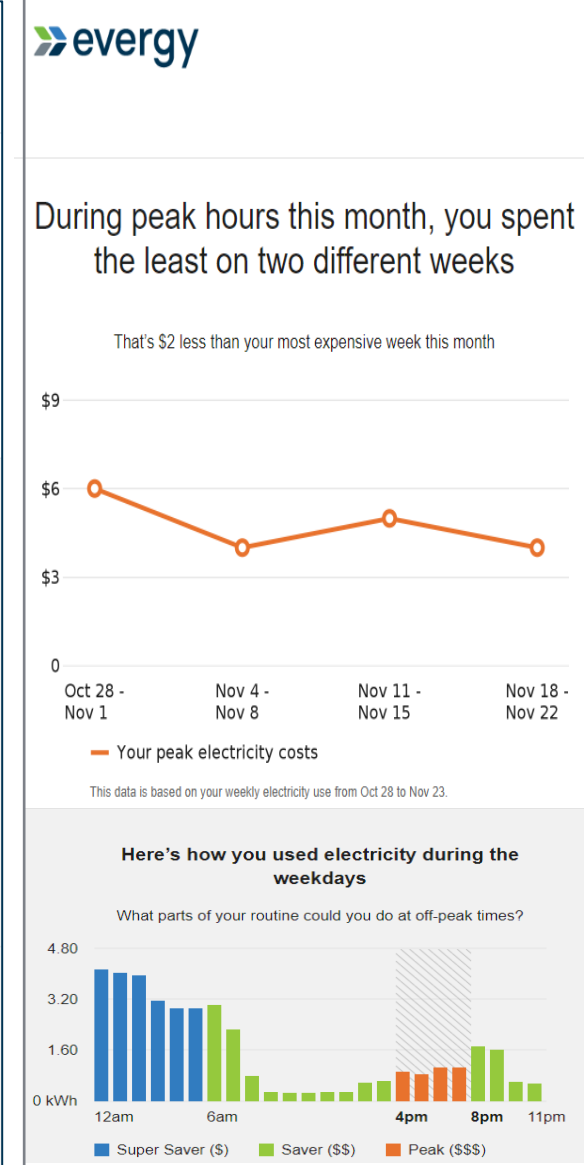 evergy
During peak hours this month, you spent
the least on two different weeks
That's $2 less than your most expensive week this month
$9
$6
$3
0
Oct 28 - Nov 4 - Nov 11 - Nov 18 -
Nov 1 Nov 8 Nov 15 Nov 22
Your peak electricity costs
This data is based on your weekly electricity use from Oct 28 to Nov 23.
Here's how you used electricity during the
weekdays
What parts of your routine could you do at off-peak times?
4.80
3.20
1.60
0 kWh
12am 6am 4pm 8pm 11pm
Super Saver ($) Saver ($$) Peak ($$$)